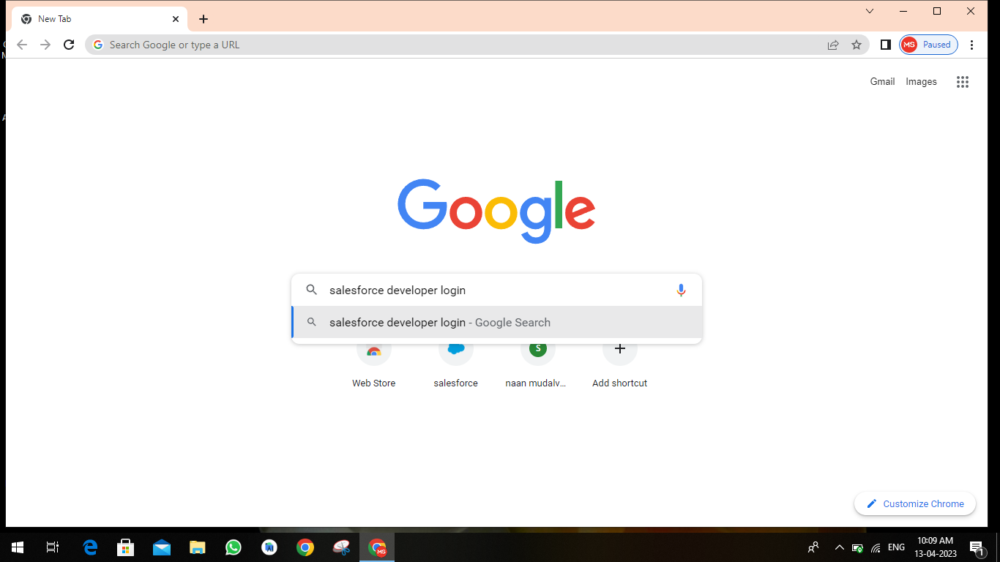 New Tab
Search Google or type a URL
MS Paused
Gmail Images
Google
salesforce developer login
salesforce developer login - Google Search
S
Web Store salesforce naan mudalv... Add shortcut
Customize Chrome
MS
ENG
10:09 AM
13-04-2023
1